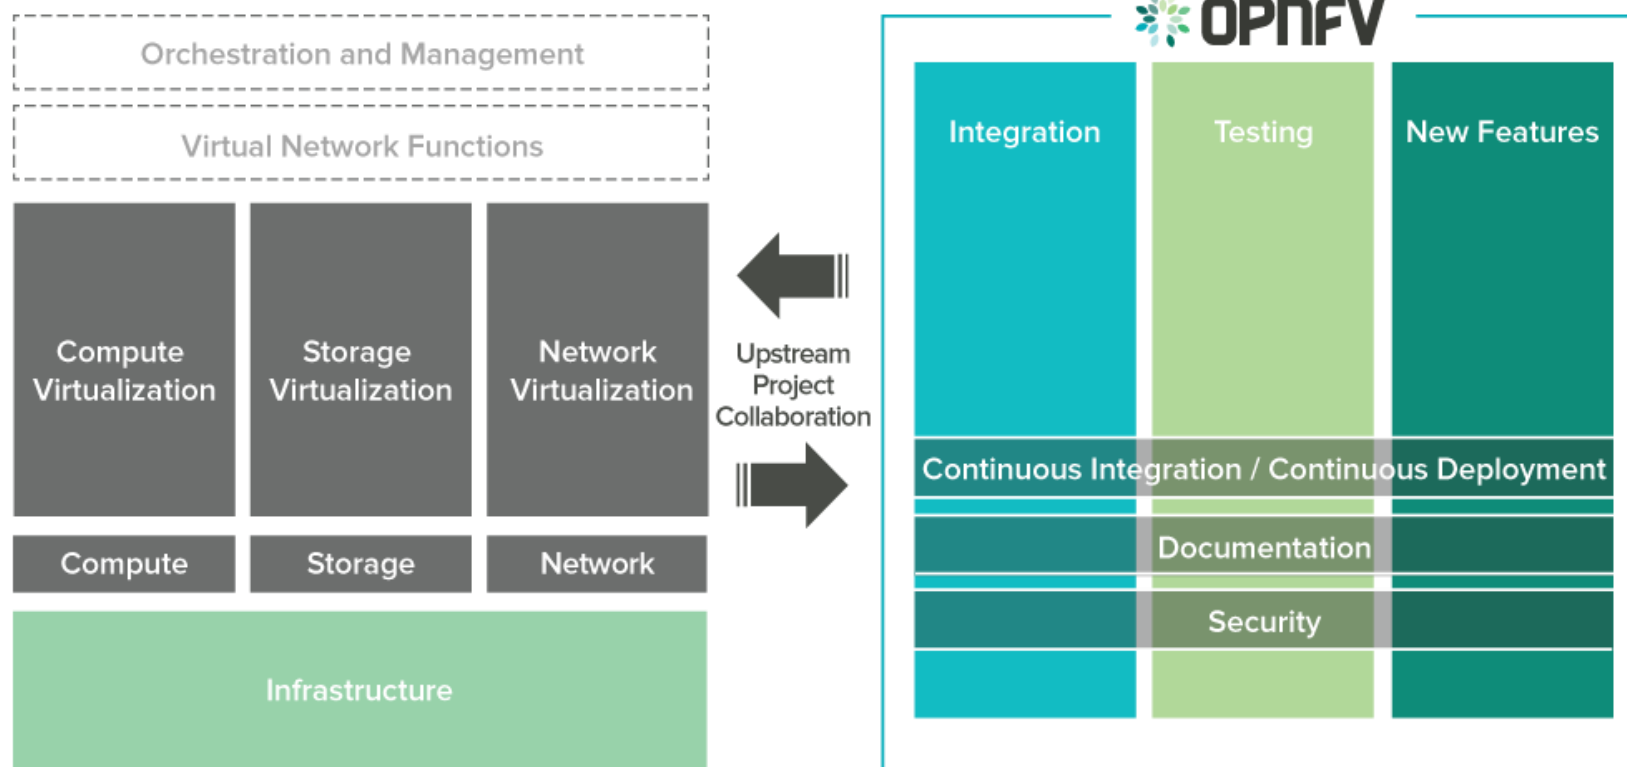 Orchestration and Management
Virtual Network Functions
Compute
Virtualization
Storage
Virtualization
Network
Virtualization
Compute
Storage
Network
Infrastructure
Upstream
Project
Collaboration
OPNFV
Integration
Testing
New Features
Continuous Integration / Continuous Deployment
Documentation
Security